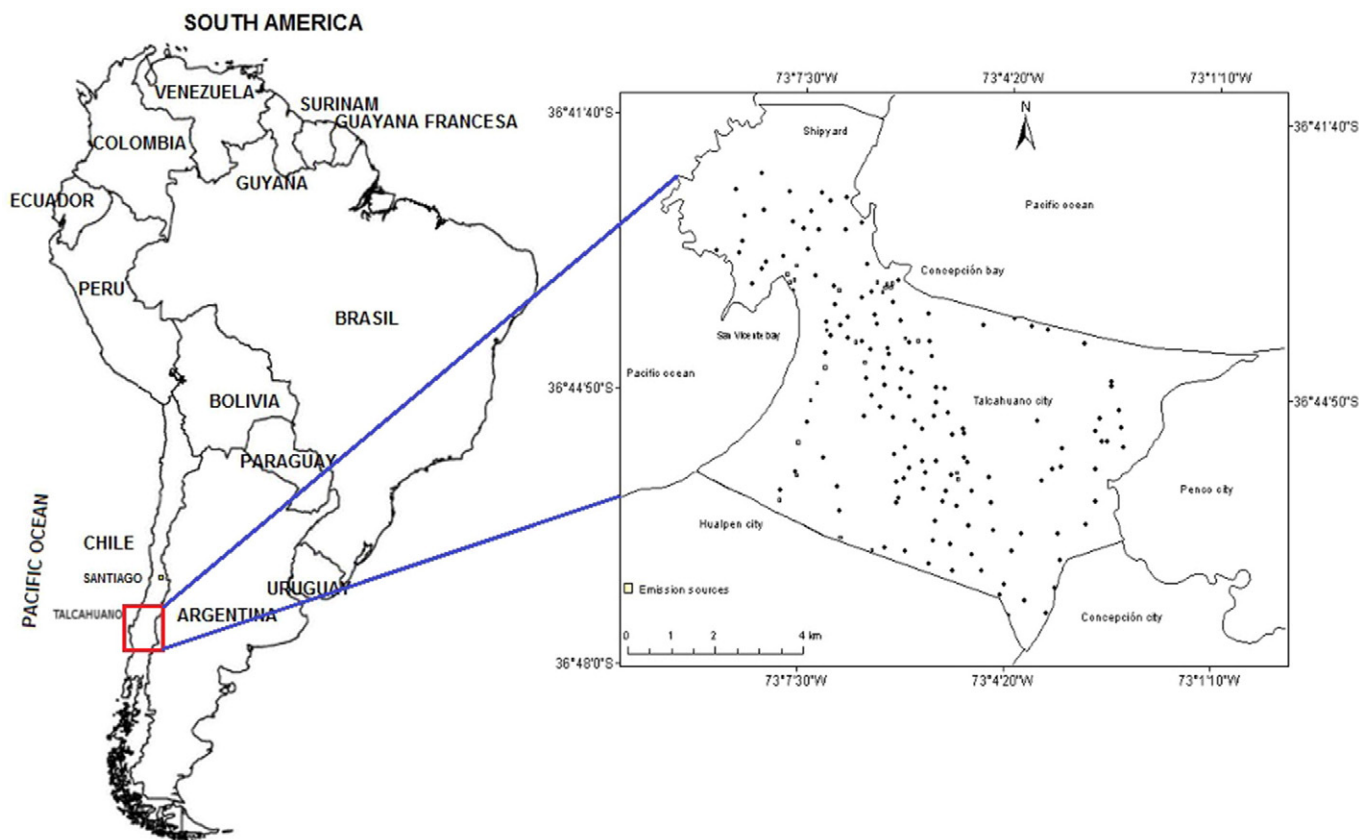 SOUTH AMERICA
VENEZUELA
SURINAM
GUAYANA FRANCESA
COLOMBIA
GUYANA
ECUADOR
PERU
BRASIL
BOLIVIA
PARAGUAY
CHILE
SANTIAGO
URUGUAY
TALCAHUANO
ARGENTINA
PACIFIC OCEAN
73°7'30"W
73°4'20"W
73°1'10"W
36°41'40"S
36°41'40"S
N
Shipyard
Pacific ocean
Concepción bay
San Vicente bay
Pacific ocean
36°44'50"S
36°44'50"S
Talcahuano city
Penco city
Hualpen city
Emission sources
Concepción city
0 1 2 4 km
36°48'0"S
73°7'30"W
73°4'20"W
73°1'10"W